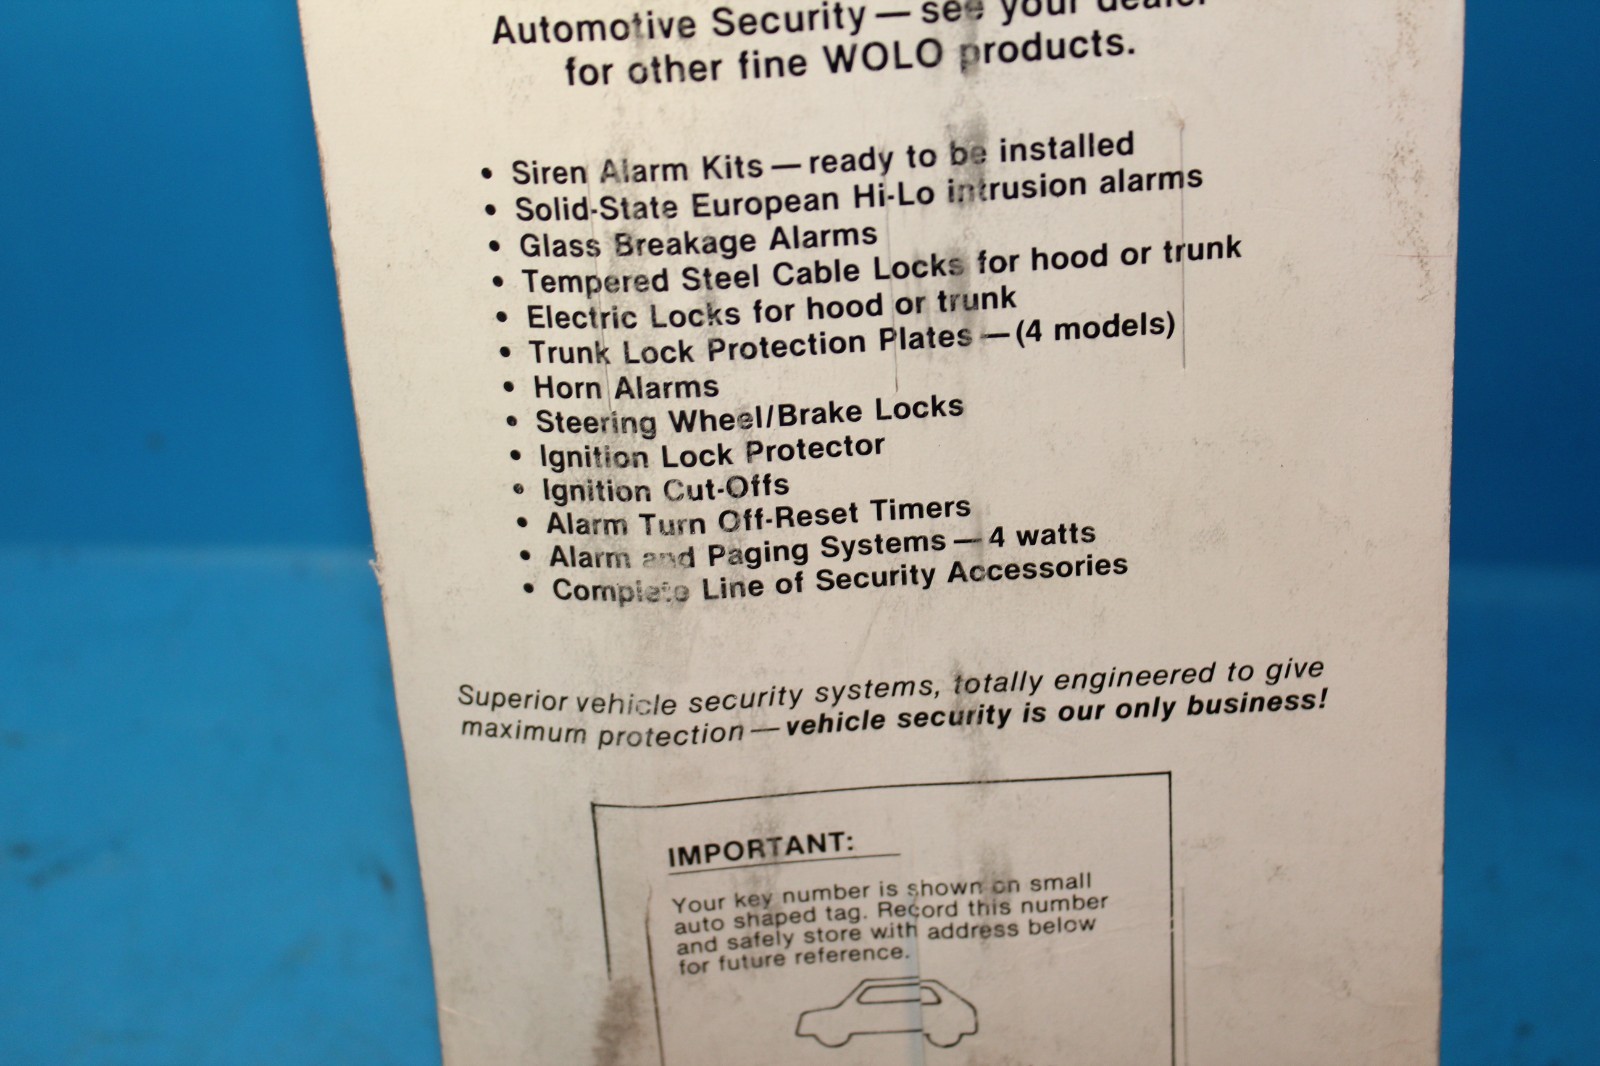 Automotive Security — see your dealer
for other fine WOLO products.
• Siren Alarm Kits — ready to be installed
• Solid-State European Hi-Lo intrusion alarms
• Glass Breakage Alarms
• Tempered Steel Cable Locks for hood or trunk
• Electric Locks for hood or trunk
• Trunk Lock Protection Plates — (4 models)
• Horn Alarms
• Steering Wheel/Brake Locks
• Ignition Lock Protector
• Ignition Cut-Offs
• Alarm Turn Off-Reset Timers
• Alarm and Paging Systems — 4 watts
• Complete Line of Security Accessories
Superior vehicle security systems, totally engineered to give
maximum protection — vehicle security is our only business!
IMPORTANT:
Your key number is shown on small
auto shaped tag. Record this number
and safely store with address below
for future reference.